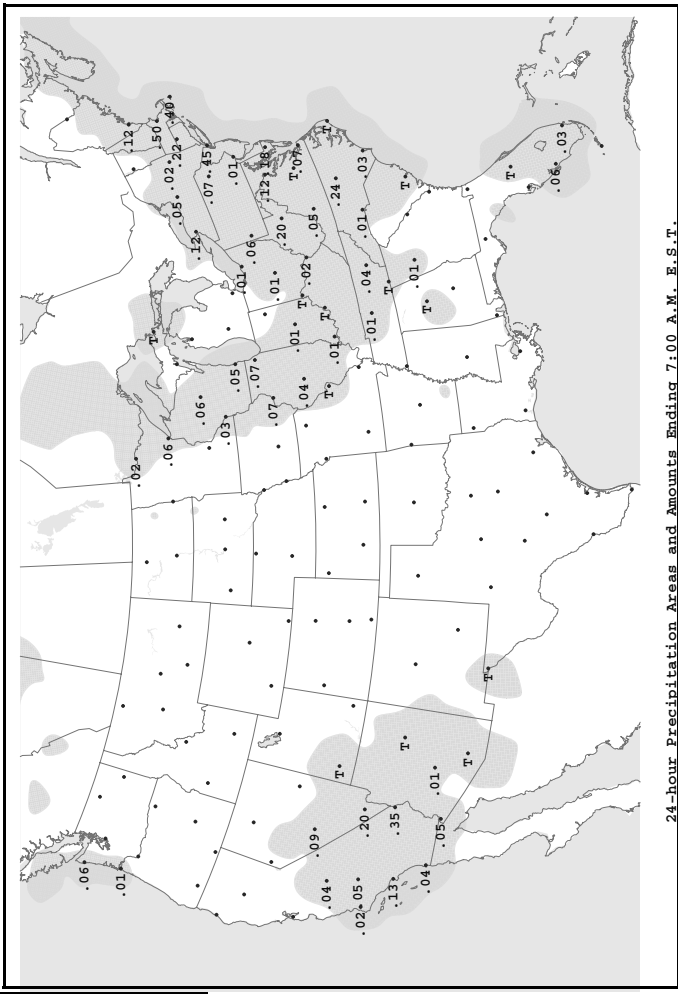 .06
.01
.12
.02
T
.50
.06 .02 .40
.05 .22
.12
.06
.07 .45
.03
.01
.05
.01
.06
.07
.12 .18
.07
.01
.20
T .07
.01
T
.04
.02
.05
.09
T
.04 T
T
.01
.24
T
.05
.02 .01 .03
.20 .04
.01
T
.13
.35
T T
.01
.04 T
.01
.05
T
T
T
.06
.03
24-hour Precipitation Areas and Amounts Ending 7:00 A.M. E.S.T.